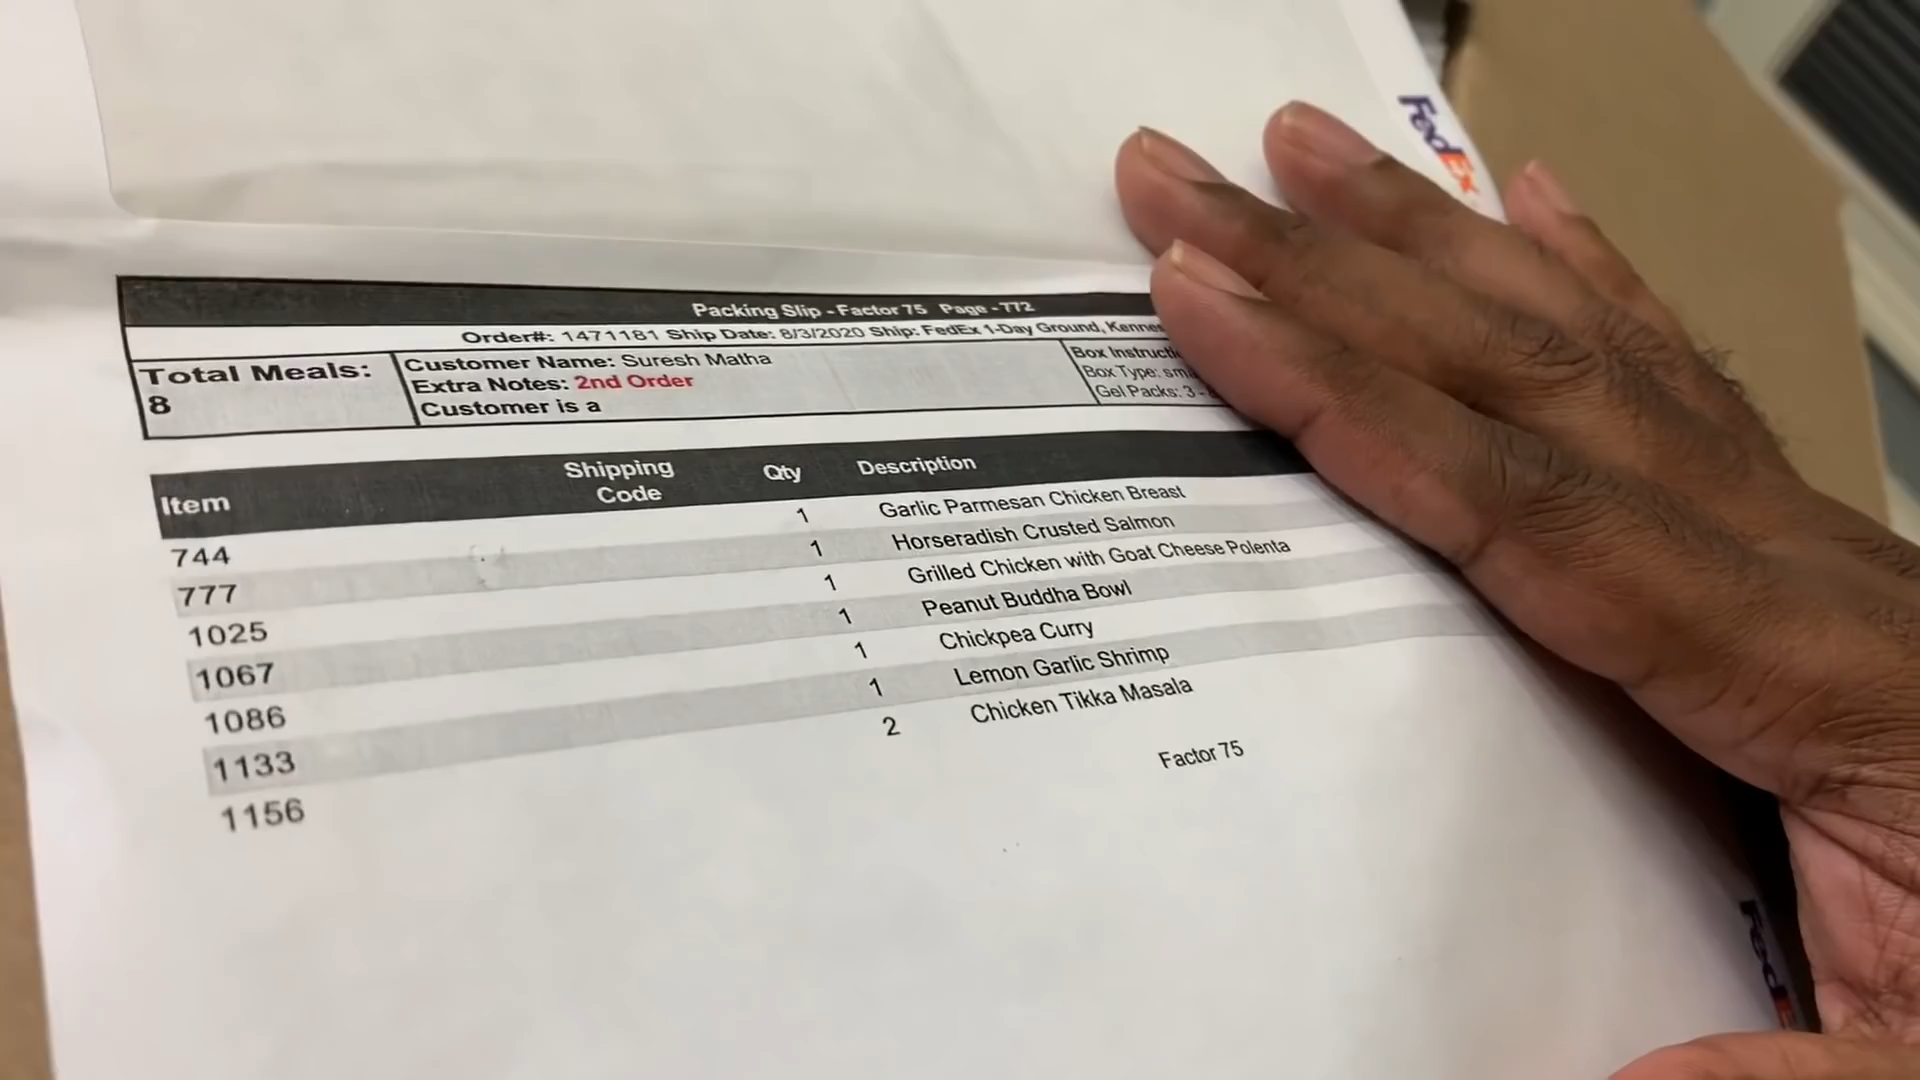 FedEx
Packing Slip - Factor 75 Page - 772
Order#: 1471181 Ship Date: 8/3/2020 Ship: FedEx 1-Day Ground,
Total Meals:
8
Customer Name: Suresh Matha
Extra Notes: 2nd Order
Customer is a
Box
Box Type:
Gel Packs: 3 -
Item Shipping Code Qty Description
744 1 Garlic Parmesan Chicken Breast
777 1 Horseradish Crusted Salmon
1025 1 Grilled Chicken with Goat Cheese Polenta
1067 1 Peanut Buddha Bowl
1086 1 Chickpea Curry
1133 1 Lemon Garlic Shrimp
1156 2 Chicken Tikka Masala
Factor 75
FedE